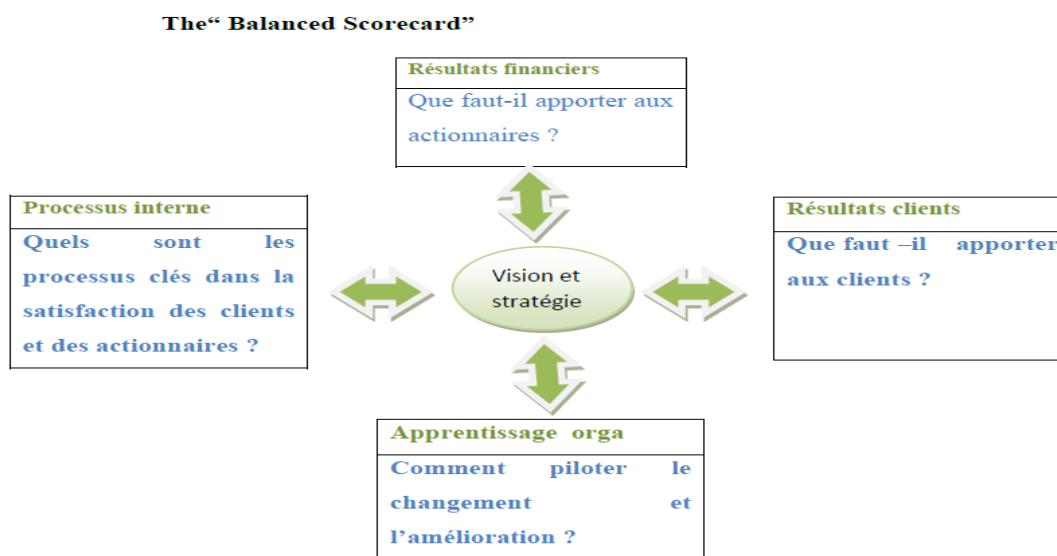 The“ Balanced Scorecard”
Résultats financiers
Que faut-il apporter aux
actionnaires ?
Processus interne
Quels sont les
processus clés dans la
satisfaction des clients
et des actionnaires ?
Vision et
stratégie
Résultats clients
Que faut –il apporter
aux clients ?
Apprentissage orga
Comment piloter le
changement et
l’amélioration ?